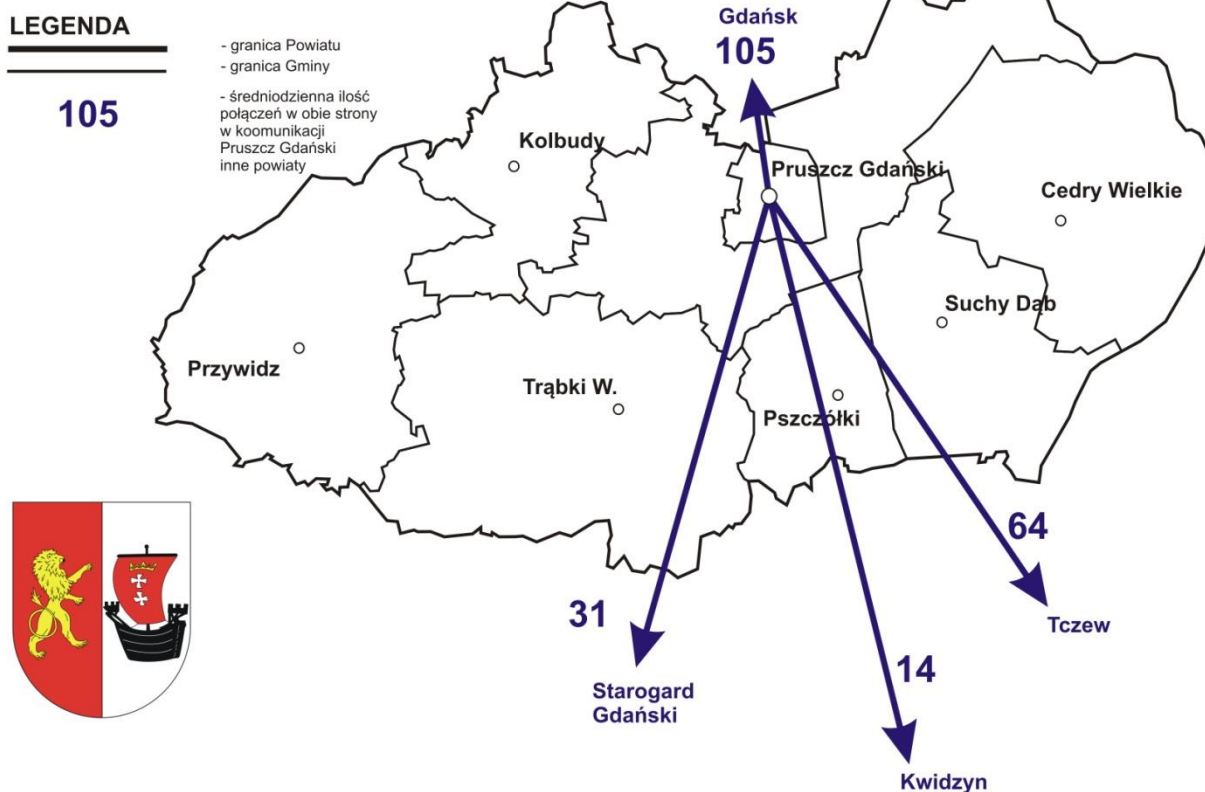 LEGENDA
- granica Powiatu
- granica Gminy
105
- średniodzienna ilość
połączeń w obie strony
w koomunikacji
Pruszcz Gdański
inne powiaty
Gdańsk
105
Kolbudy
Pruszcz Gdański
Cedry Wielkie
Suchy Dąb
Przywidz
Trąbki W.
Pszczółki
64
31
Tczew
14
Starogard
Gdański
Kwidzyn